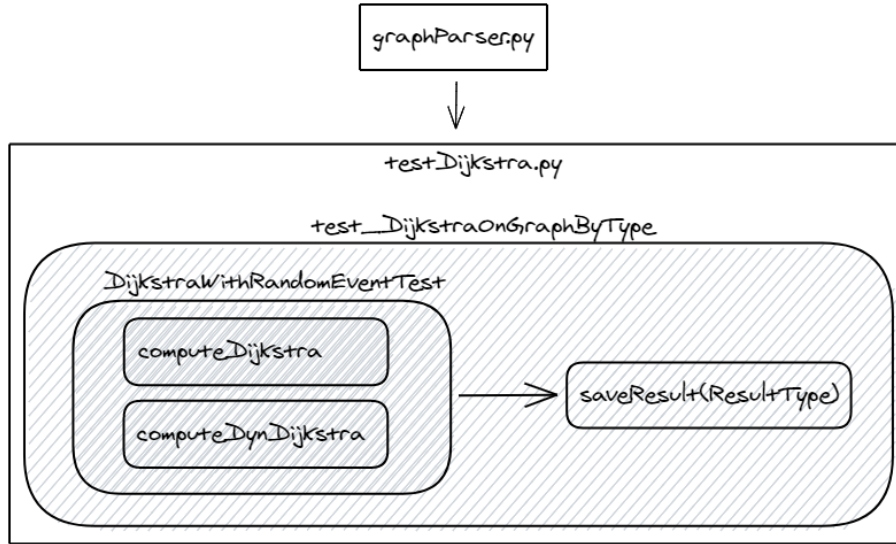 graphParser.py
testDijkstra.py
test_DijkstraOnGraphByType
DijkstraWithRandomEventTest
computeDijkstra
computeDynDijkstra
saveResult(ResultType)